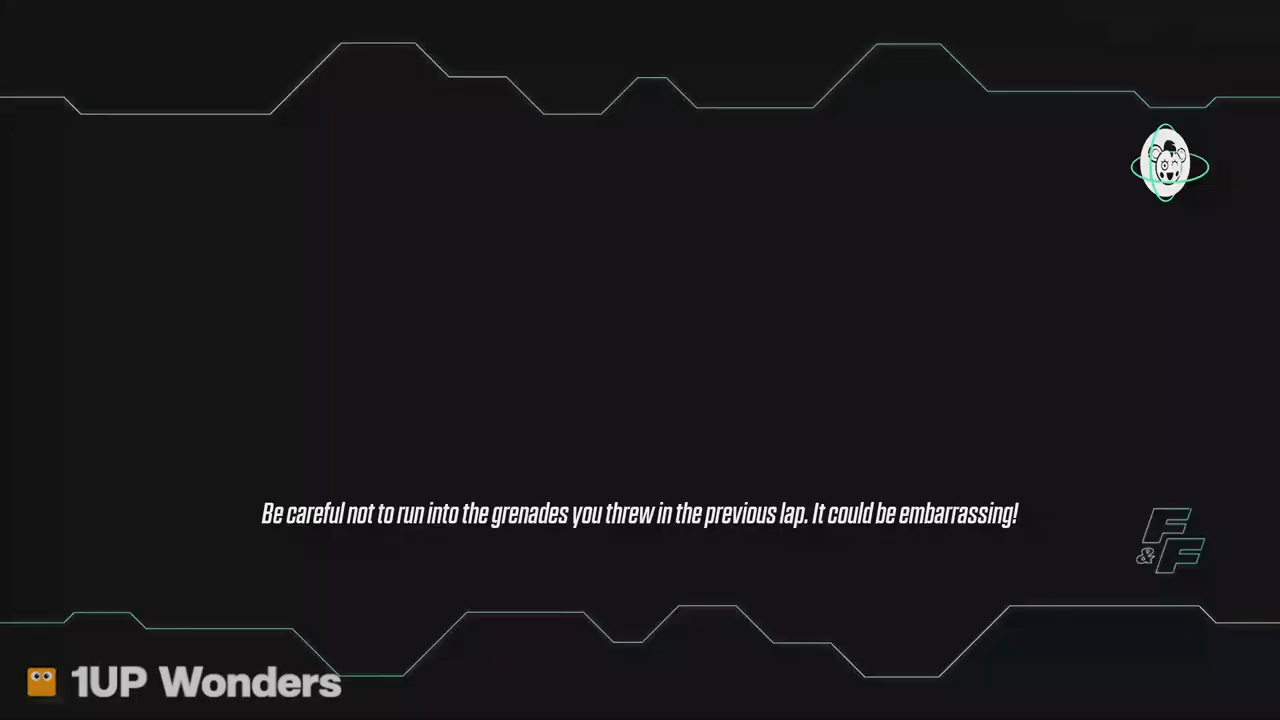 Be careful not to run into the grenades you threw in the previous lap. It could be embarrassing!
F
& F
1UP Wonders